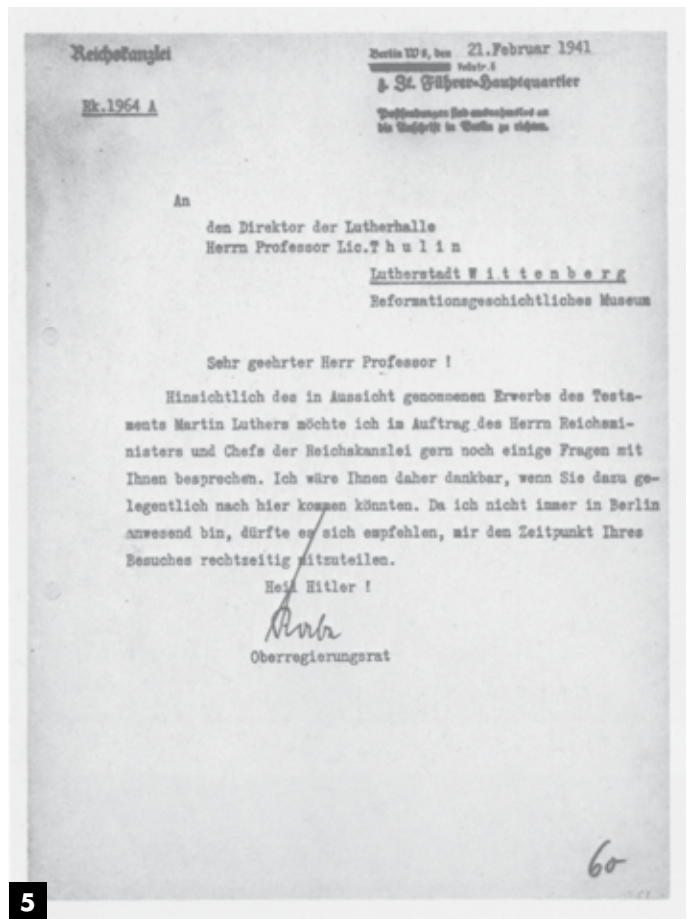 Reichskanzlei
Berlin W 8, den 21.Februar 1941
z. Zt. Führer-Hauptquartier
Rk.1964 A
Postsendungen sind ausnahmslos an
die Anschrift in Berlin zu richten.
An
den Direktor der Lutherhalle
Herrn Professor Lic.T h u l i n
Lutherstadt W i t t e n b e r g
Reformationsgeschichtliches Museum
Sehr geehrter Herr Professor !
Hinsichtlich des in Aussicht genommenen Erwerbs des Testa-
ments Martin Luthers möchte ich im Auftrag des Herrn Reichsmi-
nisters und Chefs der Reichskanzlei gern noch einige Fragen mit
Ihnen besprechen. Ich wäre Ihnen daher dankbar, wenn Sie dazu ge-
legentlich nach hier kommen könnten. Da ich nicht immer in Berlin
anwesend bin, dürfte es sich empfehlen, mir den Zeitpunkt Ihres
Besuches rechtzeitig mitzuteilen.
Heil Hitler !
Oberregierungsrat
60
5